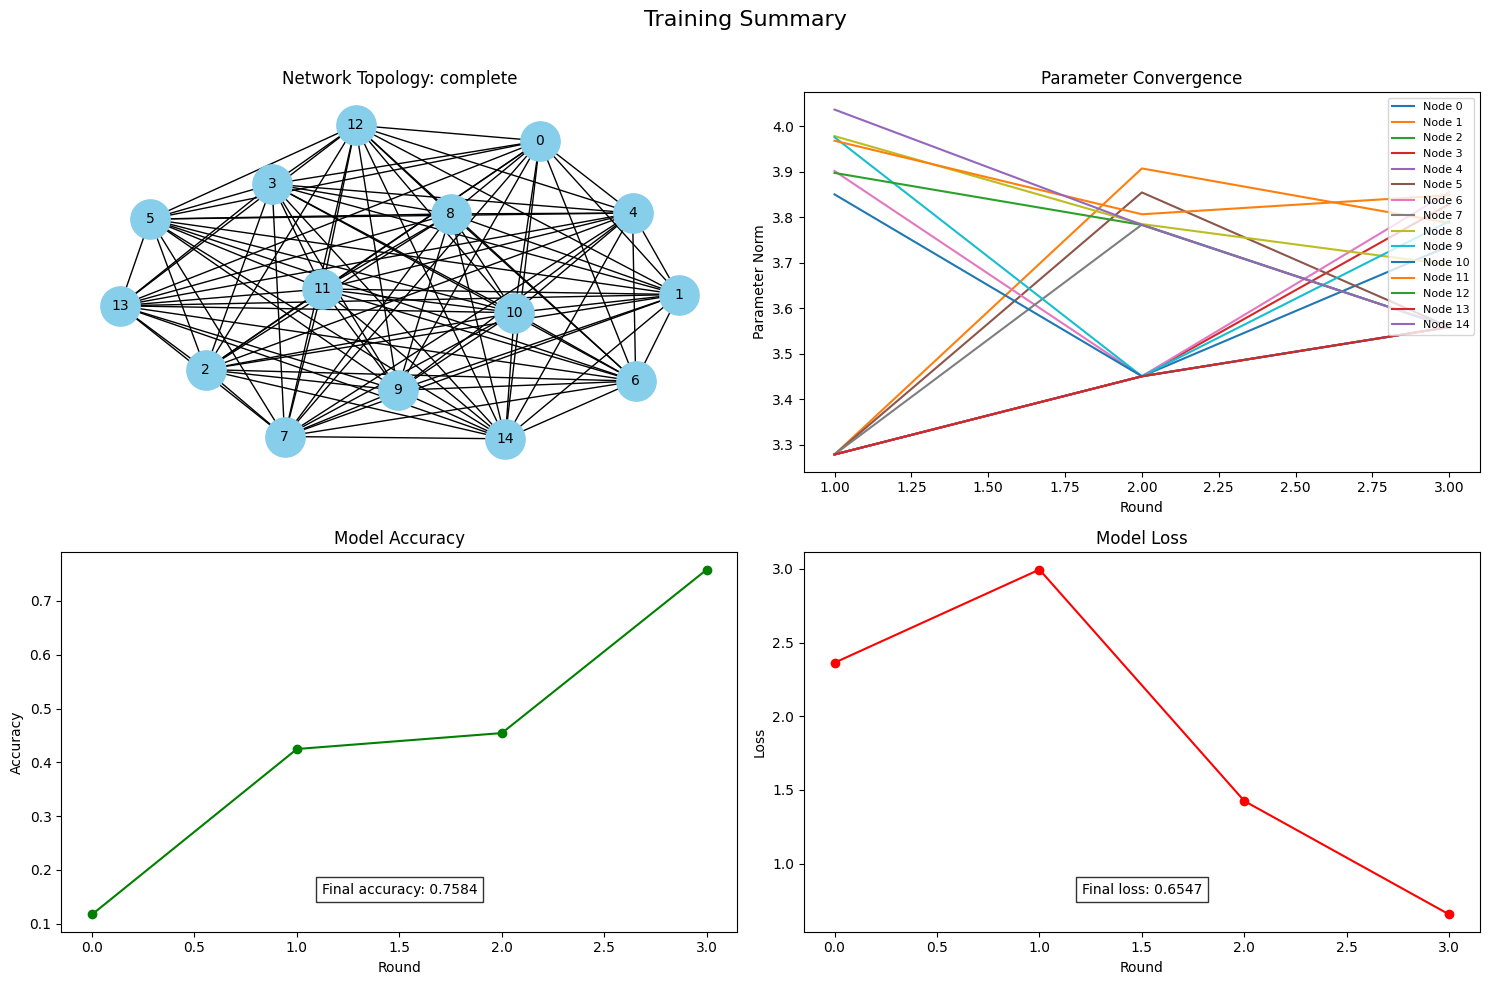 Training Summary
Network Topology: complete
12
0
3
8
4
5
11
1
13
10
2
9
6
7
14
Parameter Convergence
Parameter Norm
4.0
3.9
3.8
3.7
3.6
3.5
3.4
3.3
1.00 1.25 1.50 1.75 2.00 2.25 2.50 2.75 3.00
Round
Node 0
Node 1
Node 2
Node 3
Node 4
Node 5
Node 6
Node 7
Node 8
Node 9
Node 10
Node 11
Node 12
Node 13
Node 14
Model Accuracy
Accuracy
0.7
0.6
0.5
0.4
0.3
0.2
0.1
Final accuracy: 0.7584
0.0 0.5 1.0 1.5 2.0 2.5 3.0
Round
Model Loss
Loss
3.0
2.5
2.0
1.5
1.0
Final loss: 0.6547
0.0 0.5 1.0 1.5 2.0 2.5 3.0
Round